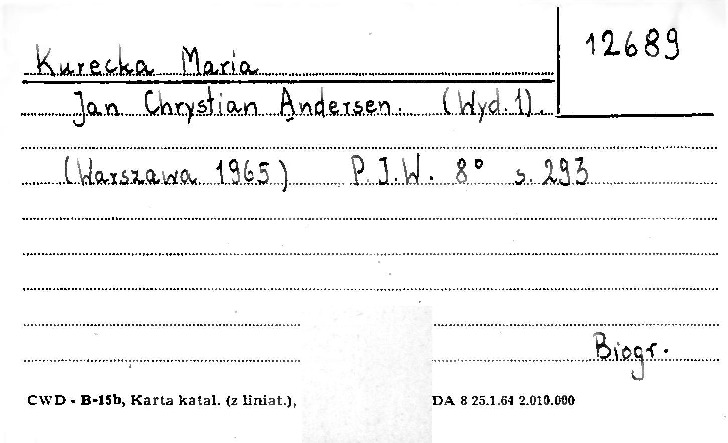 12689
Kurecka Maria
Jan Chrystian Andersen. (Wyd. 1).
(Warszawa 1965) P.I.W. 8° s. 293
Biogr.
CWD - B-15b, Karta katal. (z liniat.), DA 8 25.1.64 2.010.000